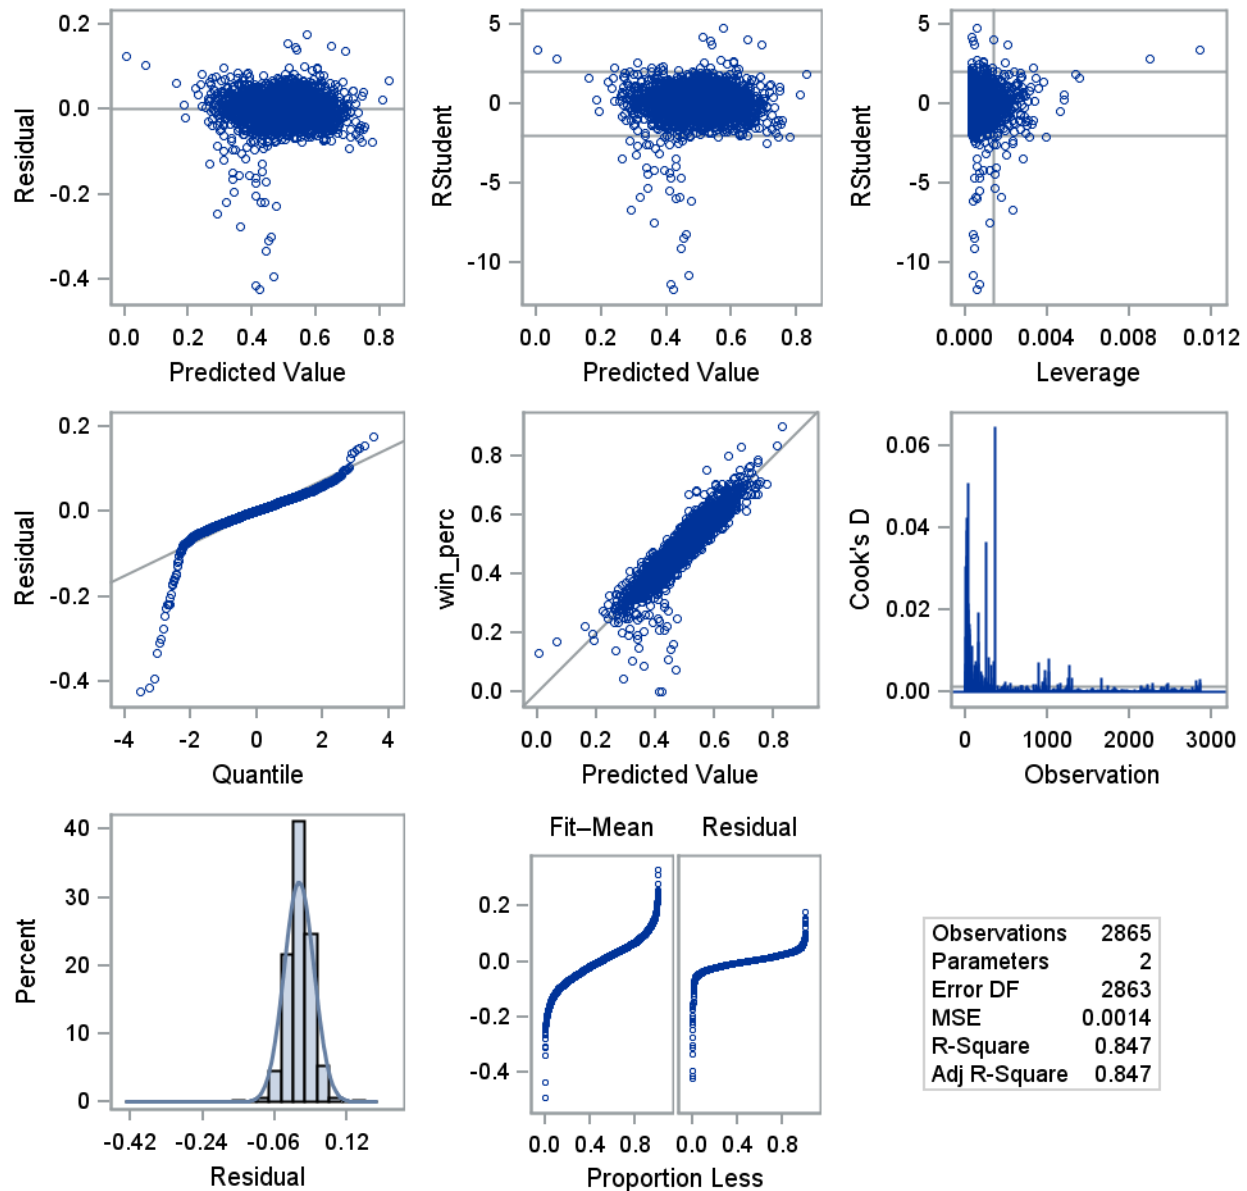 0.2
0.0
-0.2
-0.4
Residual
0.0 0.2 0.4 0.6 0.8
Predicted Value
5
0
-5
-10
RStudent
0.0 0.2 0.4 0.6 0.8
Predicted Value
5
0
-5
-10
RStudent
0.000 0.004 0.008 0.012
Leverage
0.2
0.0
-0.2
-0.4
Residual
-4 -2 0 2 4
Quantile
0.8
0.6
0.4
0.2
0.0
win_perc
0.0 0.2 0.4 0.6 0.8
Predicted Value
0.06
0.04
0.02
0.00
Cook's D
0 1000 2000 3000
Observation
40
30
20
10
0
Percent
-0.42 -0.24 -0.06 0.12
Residual
Fit–Mean Residual
0.2
0.0
-0.2
-0.4
0.0 0.4 0.8 0.0 0.4 0.8
Proportion Less
Observations 2865
Parameters 2
Error DF 2863
MSE 0.0014
R-Square 0.847
Adj R-Square 0.847